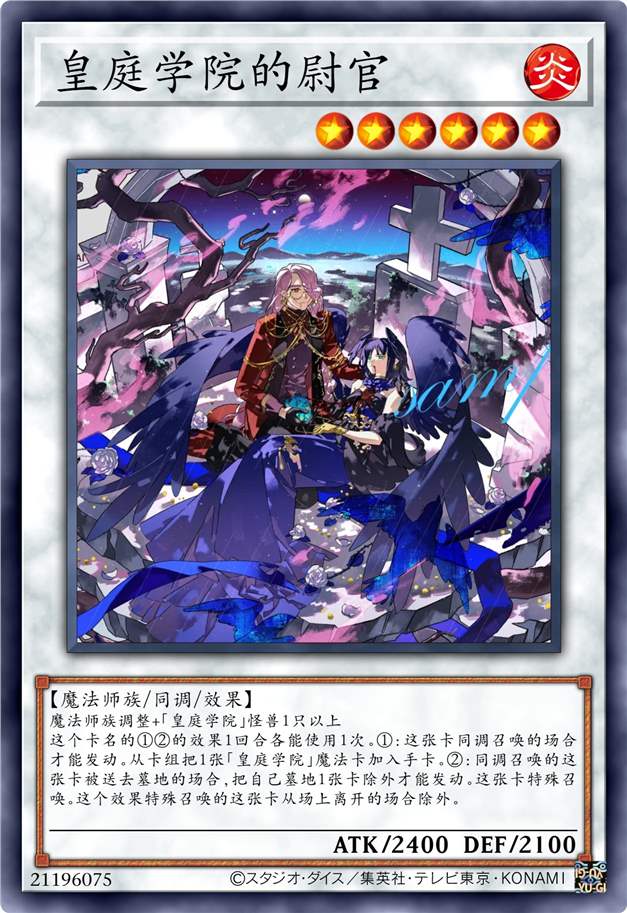 皇庭学院的尉官
炎
samf
【魔法师族/同调/效果】
魔法师族调整+「皇庭学院」怪兽1只以上
这个卡名的①②的效果1回合各能使用1次。①:这张卡同调召唤的场合
才能发动。从卡组把1张「皇庭学院」魔法卡加入手卡。②:同调召唤的这
张卡被送去墓地的场合,把自己墓地1张卡除外才能发动。这张卡特殊召
唤。这个效果特殊召唤的这张卡从场上离开的场合除外。
ATK/2400 DEF/2100
21196075 ©スタジオ・ダイス/集英社・テレビ東京・KONAMI
YU-GI